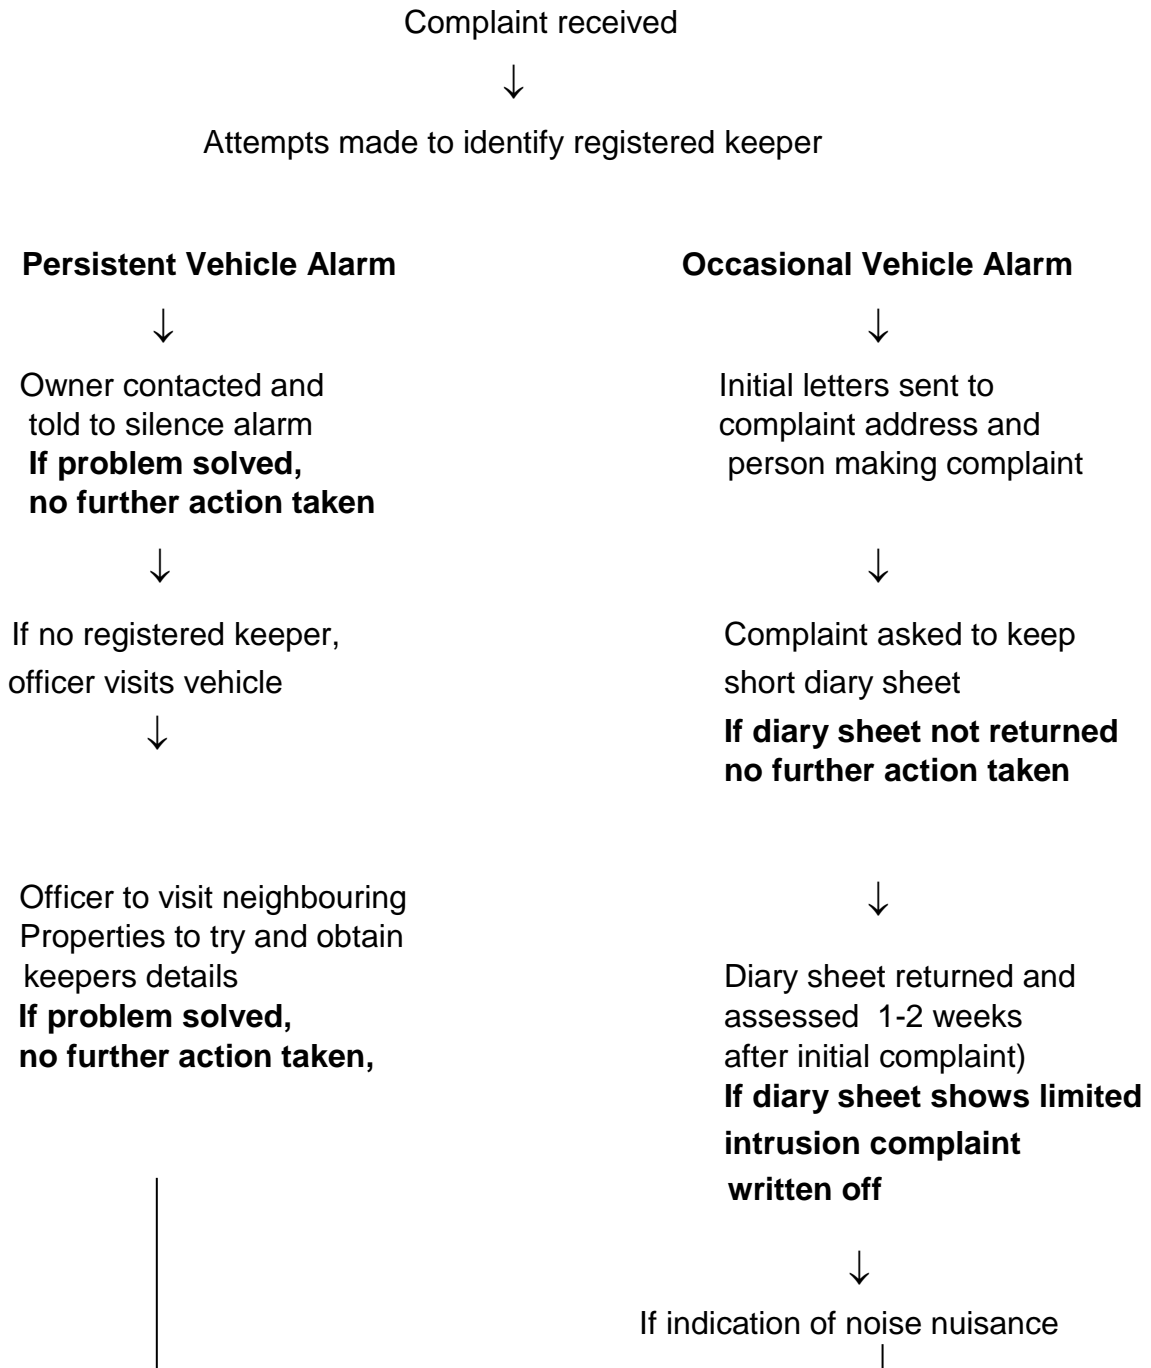 Complaint received
↓
Attempts made to identify registered keeper
Persistent Vehicle Alarm
↓
Owner contacted and
told to silence alarm
If problem solved,
no further action taken
↓
If no registered keeper,
officer visits vehicle
↓
Officer to visit neighbouring
Properties to try and obtain
keepers details
If problem solved,
no further action taken,
Occasional Vehicle Alarm
↓
Initial letters sent to
complaint address and
person making complaint
↓
Complaint asked to keep
short diary sheet
If diary sheet not returned
no further action taken
↓
Diary sheet returned and
assessed 1-2 weeks
after initial complaint)
If diary sheet shows limited
intrusion complaint
written off
↓
If indication of noise nuisance